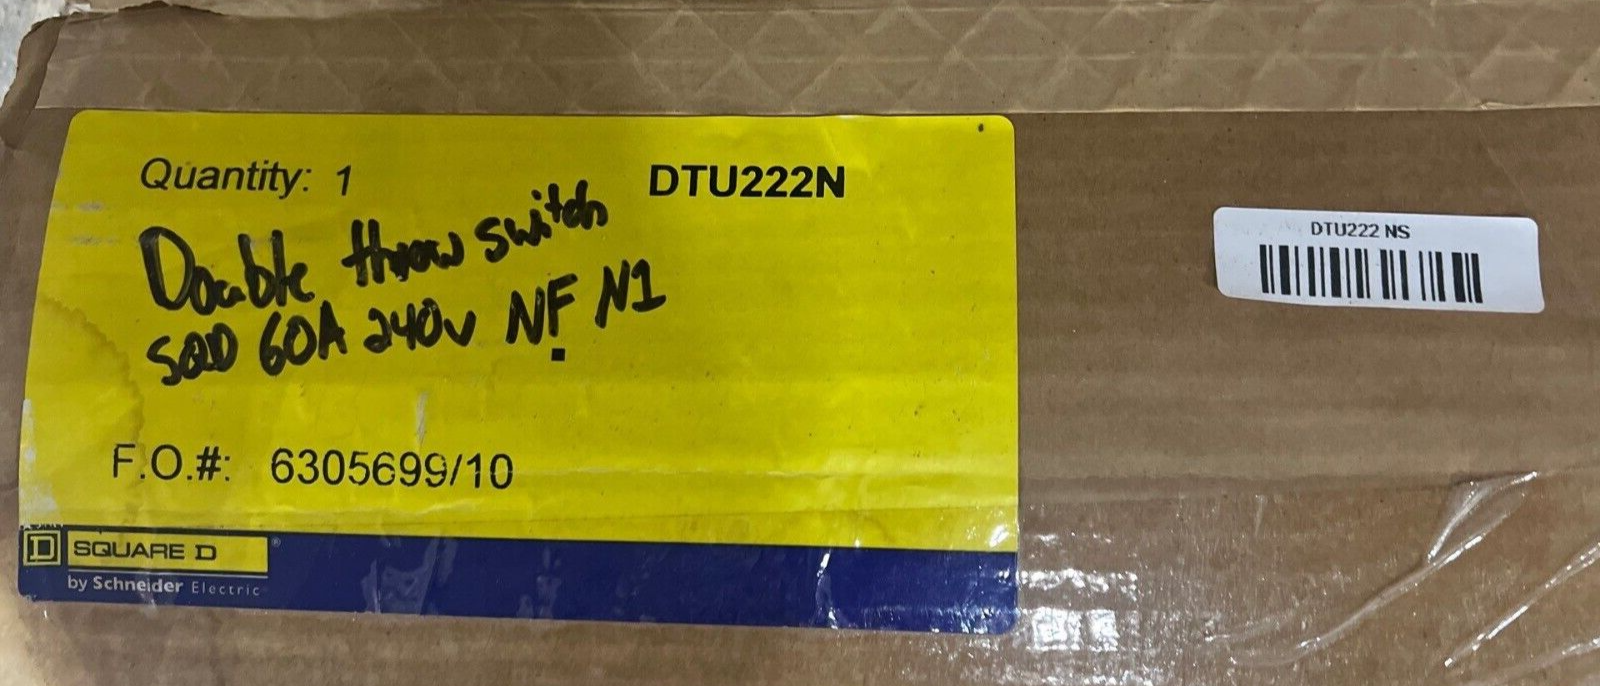 Quantity: 1
DTU222N
Double throw switch
SQD 60A 240v NF N1
F.O.#: 6305699/10
D SQUARE D
by Schneider Electric
DTU222 NS